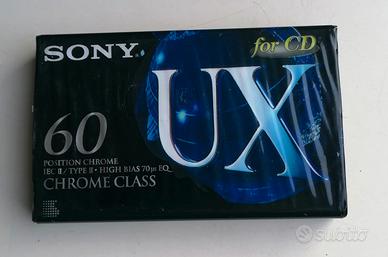 SONY
for CD
UX
60
POSITION CHROME
IEC II/TYPE II • HIGH BIAS 70µs EQ
CHROME CLASS
subito